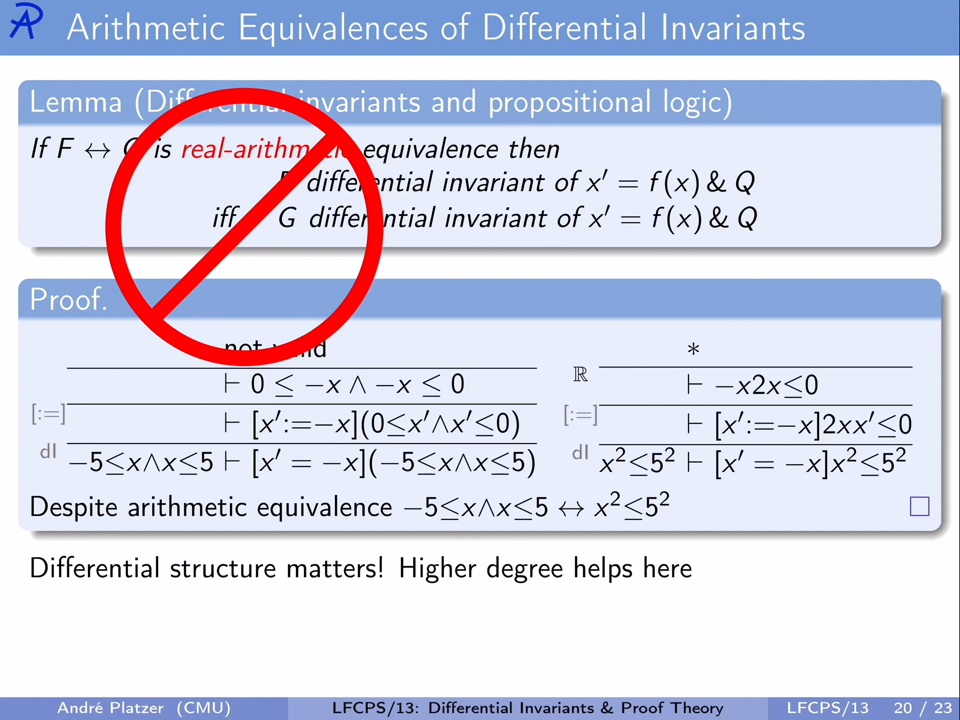 Arithmetic Equivalences of Differential Invariants
Lemma (Differential invariants and propositional logic)
If F ↔ G is real-arithmetic equivalence then
F differential invariant of x′ = f(x) & Q
iff G differential invariant of x′ = f(x) & Q
Proof.
not valid
⊢ 0 ≤ −x ∧ −x ≤ 0
[:=] ⊢ [x′:=−x](0≤x′∧x′≤0)
dI −5≤x∧x≤5 ⊢ [x′ = −x](−5≤x∧x≤5)
∗
ℝ ⊢ −x2x≤0
[:=] ⊢ [x′:=−x]2xx′≤0
dI x²≤5² ⊢ [x′ = −x]x²≤5²
Despite arithmetic equivalence −5≤x∧x≤5 ↔ x²≤5² □
Differential structure matters! Higher degree helps here
André Platzer (CMU) LFCPS/13: Differential Invariants & Proof Theory LFCPS/13 20 / 23